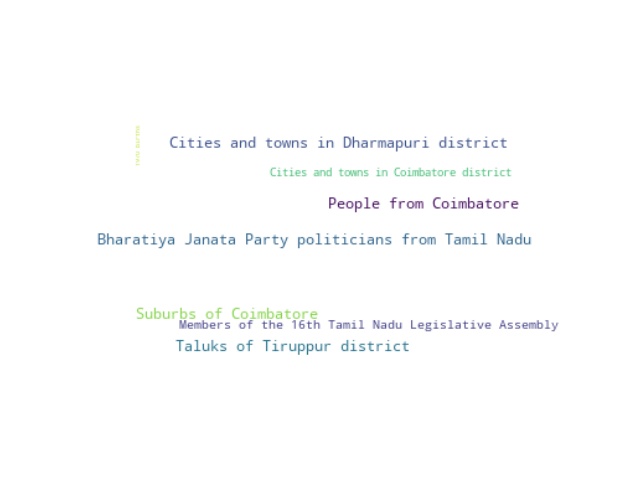 Cities and towns in Dharmapuri district
Cities and towns in Coimbatore district
People from Coimbatore
Bharatiya Janata Party politicians from Tamil Nadu
Suburbs of Coimbatore
Members of the 16th Tamil Nadu Legislative Assembly
Taluks of Tiruppur district